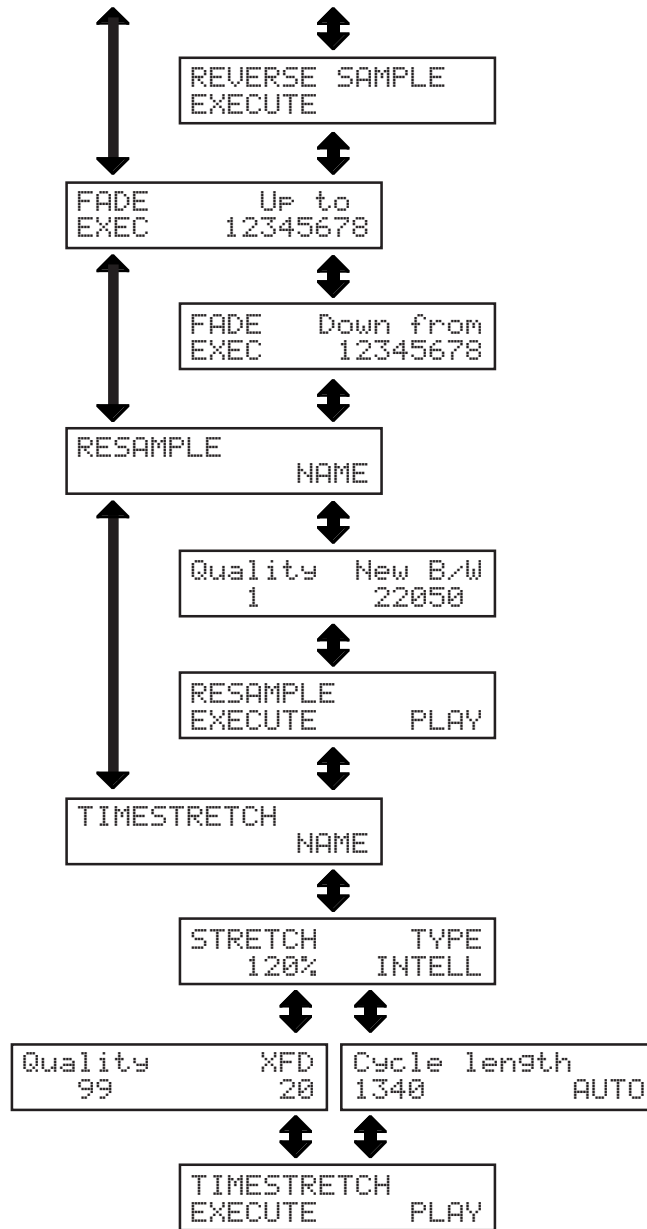 REVERSE SAMPLE
EXECUTE
FADE Up to
EXEC 12345678
FADE Down from
EXEC 12345678
RESAMPLE
NAME
Quality New B/W
1 22050
RESAMPLE
EXECUTE PLAY
TIMESTRETCH
NAME
STRETCH TYPE
120% INTELL
Quality XFD
99 20
Cycle length
1340 AUTO
TIMESTRETCH
EXECUTE PLAY